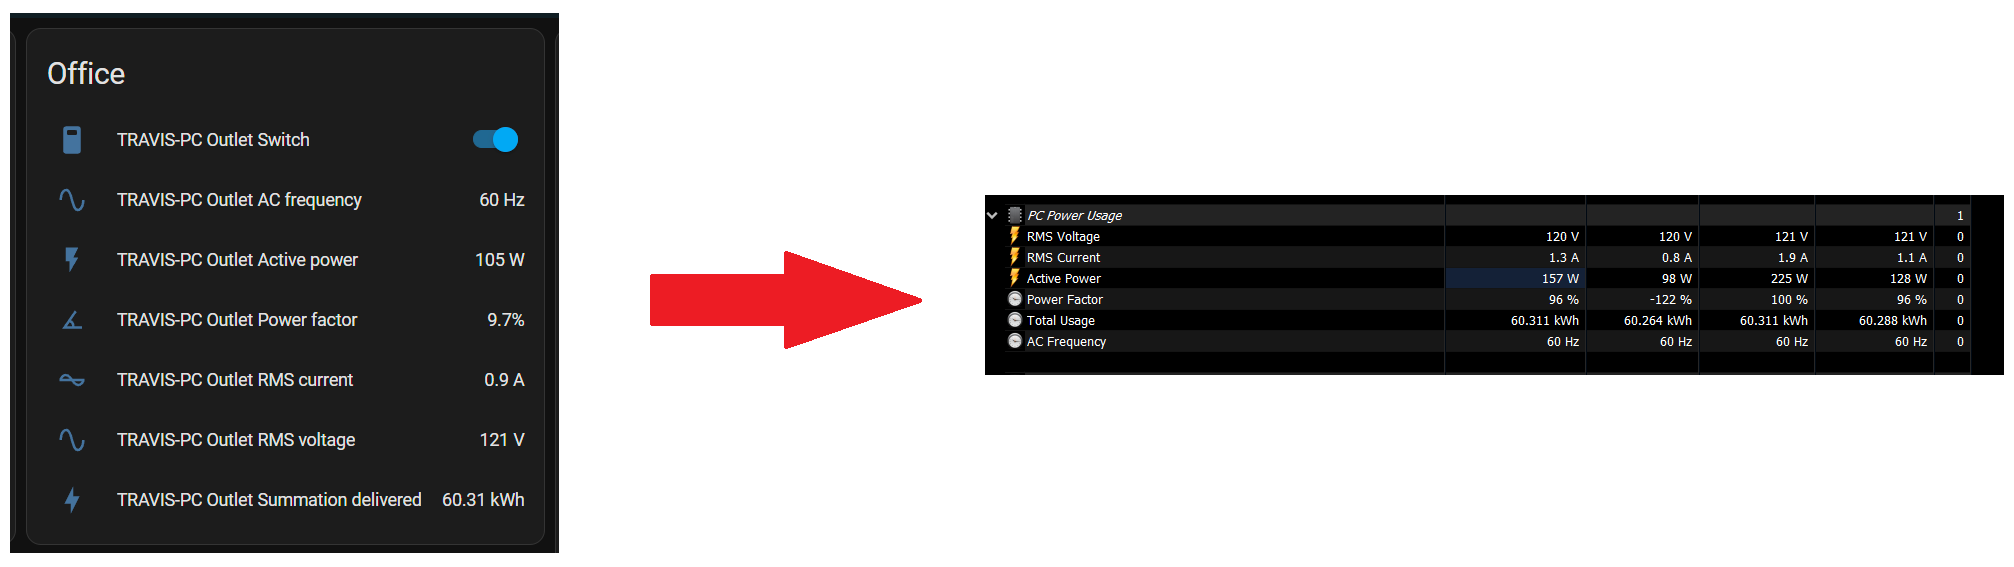 Office
TRAVIS-PC Outlet Switch
TRAVIS-PC Outlet AC frequency 60 Hz
TRAVIS-PC Outlet Active power 105 W
TRAVIS-PC Outlet Power factor 9.7%
TRAVIS-PC Outlet RMS current 0.9 A
TRAVIS-PC Outlet RMS voltage 121 V
TRAVIS-PC Outlet Summation delivered 60.31 kWh
PC Power Usage 1
RMS Voltage 120 V 120 V 121 V 121 V 0
RMS Current 1.3 A 0.8 A 1.9 A 1.1 A 0
Active Power 157 W 98 W 225 W 128 W 0
Power Factor 96 % -122 % 100 % 96 % 0
Total Usage 60.311 kWh 60.264 kWh 60.311 kWh 60.288 kWh 0
AC Frequency 60 Hz 60 Hz 60 Hz 60 Hz 0